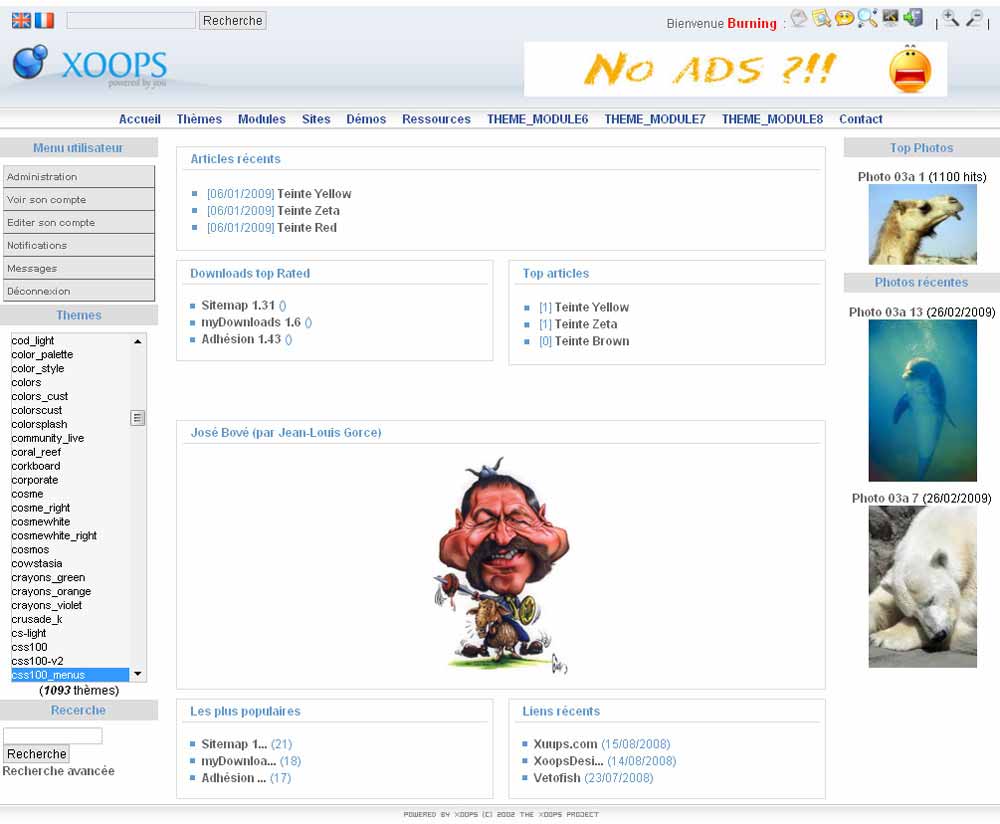 Recherche
Bienvenue Burning :
| |
XOOPS
powered by you
No ADS ?!!
Accueil Thèmes Modules Sites Démos Ressources THEME_MODULE6 THEME_MODULE7 THEME_MODULE8 Contact
Menu utilisateur
Administration
Voir son compte
Editer son compte
Notifications
Messages
Déconnexion
Themes
cod_light
color_palette
color_style
colors
colors_cust
colorscust
colorsplash
community_live
coral_reef
corkboard
corporate
cosme
cosme_right
cosmewhite
cosmewhite_right
cosmos
cowstasia
crayons_green
crayons_orange
crayons_violet
crusade_k
cs-light
css100
css100-v2
css100_menus
(1093 thèmes)
Recerche
Recherche
Recherche avancée
Articles récents
[06/01/2009] Teinte Yellow
[06/01/2009] Teinte Zeta
[06/01/2009] Teinte Red
Downloads top Rated
Sitemap 1.31 ()
myDownloads 1.6 ()
Adhésion 1.43 ()
Top articles
[1] Teinte Yellow
[1] Teinte Zeta
[0] Teinte Brown
José Bové (par Jean-Louis Gorce)
Les plus populaires
Sitemap 1... (21)
myDownloa... (18)
Adhésion ... (17)
Liens récents
Xuups.com (15/08/2008)
XoopsDesi... (14/08/2008)
Vetofish (23/07/2008)
Top Photos
Photo 03a 1 (1100 hits)
Photos récentes
Photo 03a 13 (26/02/2009)
Photo 03a 7 (26/02/2009)
POWERED BY XOOPS (C) 2002 THE XOOPS PROJECT